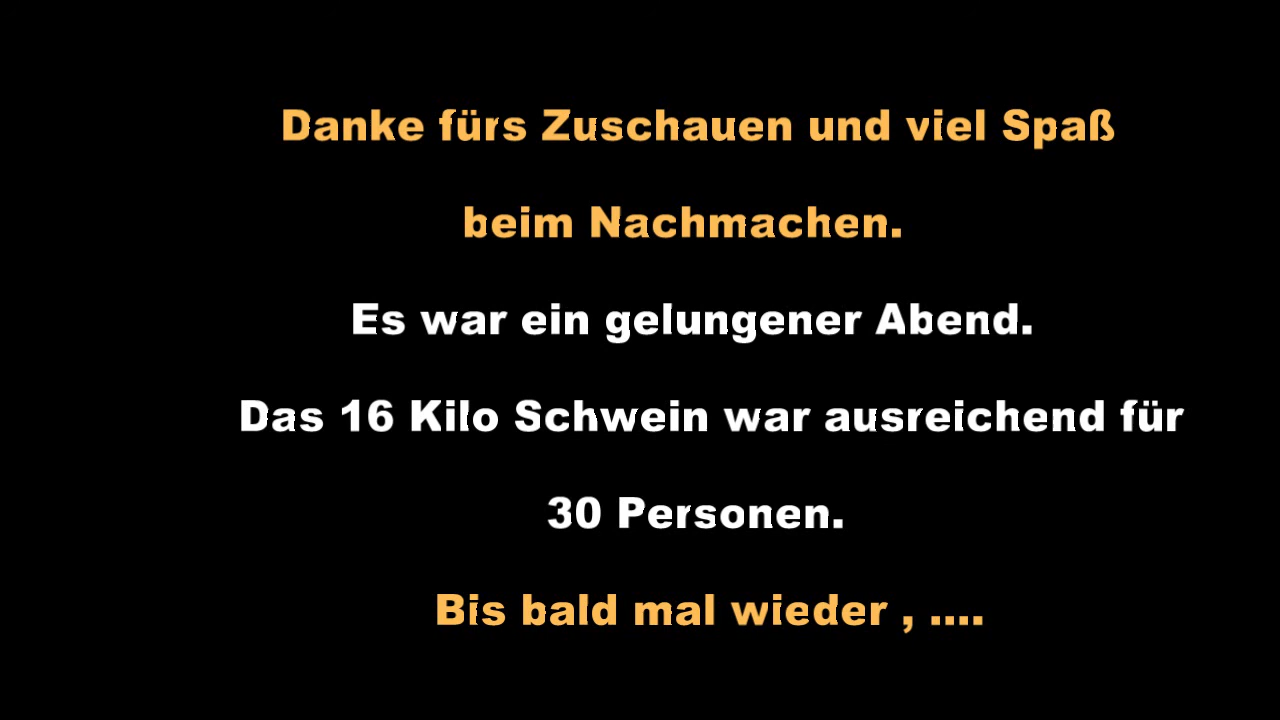 Danke fürs Zuschauen und viel Spaß
beim Nachmachen.
Es war ein gelungener Abend.
Das 16 Kilo Schwein war ausreichend für
30 Personen.
Bis bald mal wieder , ....